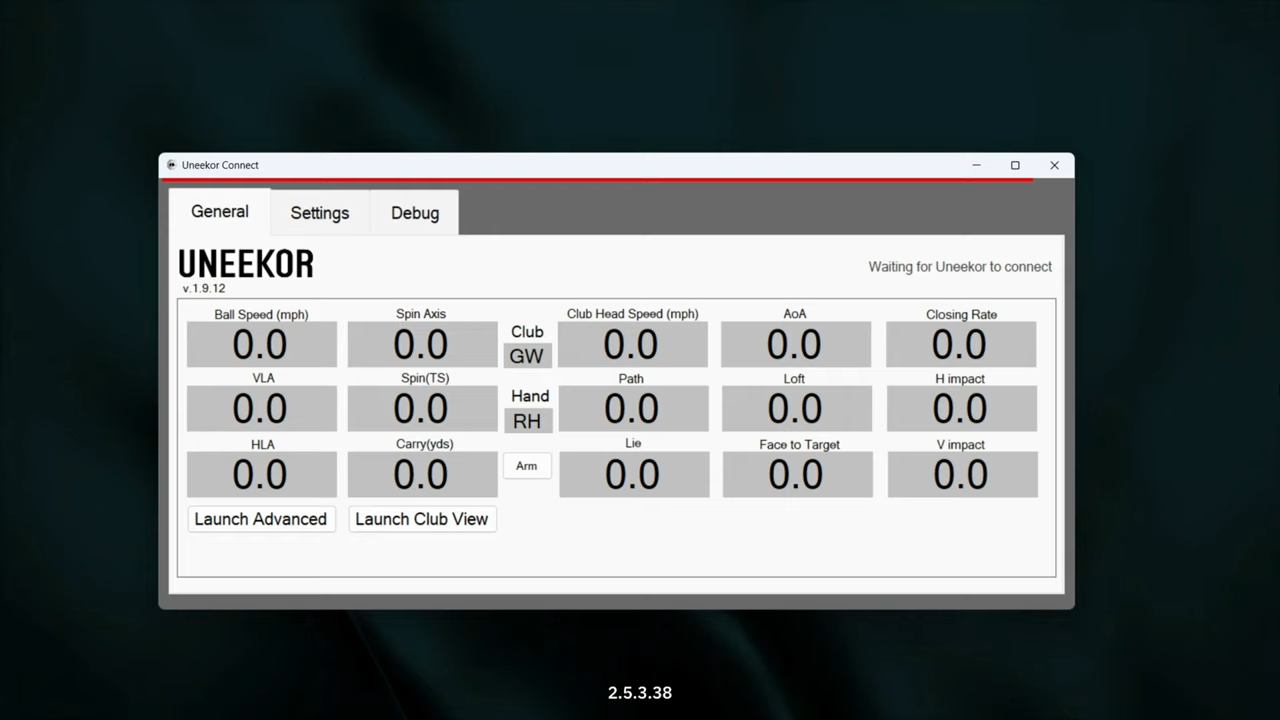 Uneekor Connect
General Settings Debug
UNEEKOR
v.1.9.12
Waiting for Uneekor to connect
Ball Speed (mph) Spin Axis Club Head Speed (mph) AoA Closing Rate
0.0 0.0 Club GW 0.0 0.0 0.0
VLA Spin(TS) Path Loft H impact
0.0 0.0 Hand RH 0.0 0.0 0.0
HLA Carry(yds) Lie Face to Target V impact
0.0 0.0 Arm 0.0 0.0 0.0
Launch Advanced Launch Club View
2.5.3.38